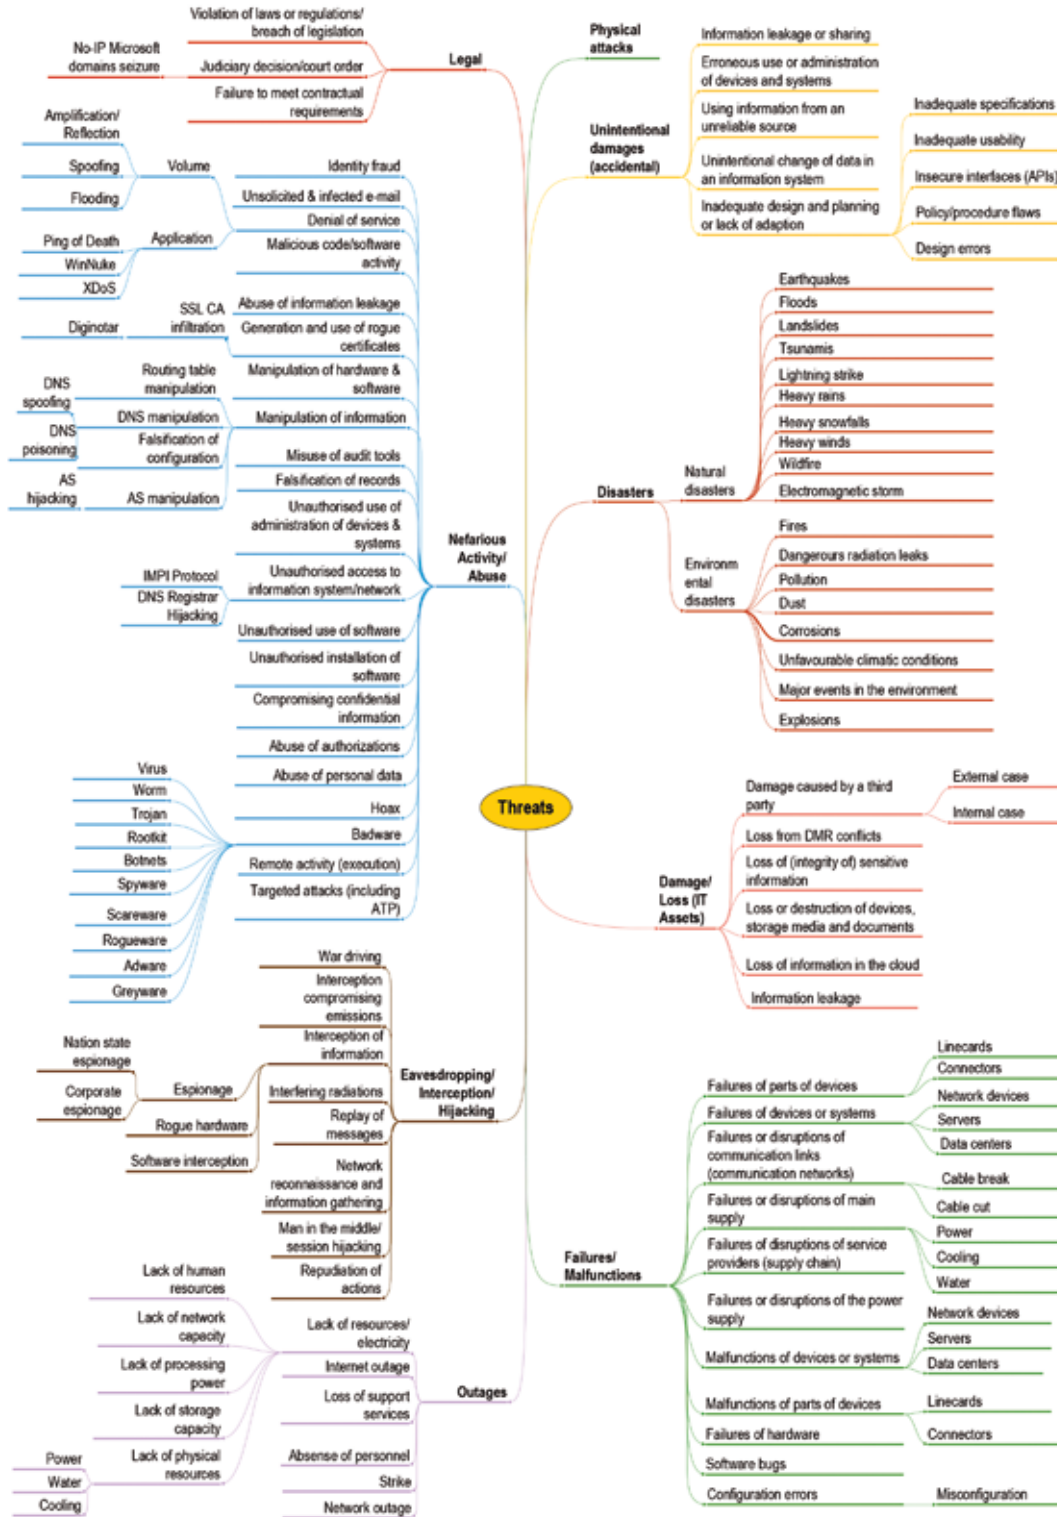 Violation of laws or regulations/
breach of legislation
No-IP Microsoft
domains seizure
Judiciary decision/court order
Failure to meet contractual
requirements
Legal
Amplification/
Reflection
Spoofing
Flooding
Volume
Ping of Death
WinNuke
XDoS
Application
Identity fraud
Unsolicited & infected e-mail
Denial of service
Malicious code/software
activity
Abuse of information leakage
Diginotar
SSL CA
infiltration
Generation and use of rogue
certificates
Manipulation of hardware &
software
DNS
spoofing
DNS
poisoning
AS
hijacking
Routing table
manipulation
DNS manipulation
Falsification of
configuration
AS manipulation
Manipulation of information
Misuse of audit tools
Falsification of records
Unauthorised use of
administration of devices &
systems
IMPI Protocol
DNS Registrar
Hijacking
Unauthorised access to
information system/network
Unauthorised use of software
Unauthorised installation of
software
Compromising confidential
information
Abuse of authorizations
Abuse of personal data
Hoax
Badware
Virus
Worm
Trojan
Rootkit
Botnets
Spyware
Scareware
Rogueware
Adware
Greyware
Remote activity (execution)
Targeted attacks (including
ATP)
Nefarious
Activity/
Abuse
War driving
Interception
compromising
emissions
Interception of
information
Nation state
espionage
Corporate
espionage
Espionage
Rogue hardware
Software interception
Interfering radiations
Replay of
messages
Network
reconnaissance and
information gathering
Man in the middle/
session hijacking
Repudiation of
actions
Eavesdropping/
Interception/
Hijacking
Lack of human
resources
Lack of network
capacity
Lack of processing
power
Lack of storage
capacity
Lack of physical
resources
Power
Water
Cooling
Lack of resources/
electricity
Internet outage
Loss of support
services
Absense of personnel
Strike
Network outage
Outages
Threats
Physical
attacks
Unintentional
damages
(accidental)
Information leakage or sharing
Erroneous use or administration
of devices and systems
Using information from an
unreliable source
Unintentional change of data in
an information system
Inadequate design and planning
or lack of adaption
Inadequate specifications
Inadequate usability
Insecure interfaces (APIs)
Policy/procedure flaws
Design errors
Disasters
Natural
disasters
Earthquakes
Floods
Landslides
Tsunamis
Lightning strike
Heavy rains
Heavy snowfalls
Heavy winds
Wildfire
Electromagnetic storm
Environm
ental
disasters
Fires
Dangerours radiation leaks
Pollution
Dust
Corrosions
Unfavourable climatic conditions
Major events in the environment
Explosions
Damage/
Loss (IT
Assets)
Damage caused by a third
party
External case
Internal case
Loss from DMR conflicts
Loss of (integrity of) sensitive
information
Loss or destruction of devices,
storage media and documents
Loss of information in the cloud
Information leakage
Failures/
Malfunctions
Failures of parts of devices
Linecards
Connectors
Failures of devices or systems
Network devices
Servers
Data centers
Failures or disruptions of
communication links
(communication networks)
Cable break
Cable cut
Failures or disruptions of main
supply
Power
Cooling
Water
Failures of disruptions of service
providers (supply chain)
Failures or disruptions of the power
supply
Malfunctions of devices or systems
Network devices
Servers
Data centers
Malfunctions of parts of devices
Linecards
Connectors
Failures of hardware
Software bugs
Configuration errors
Misconfiguration